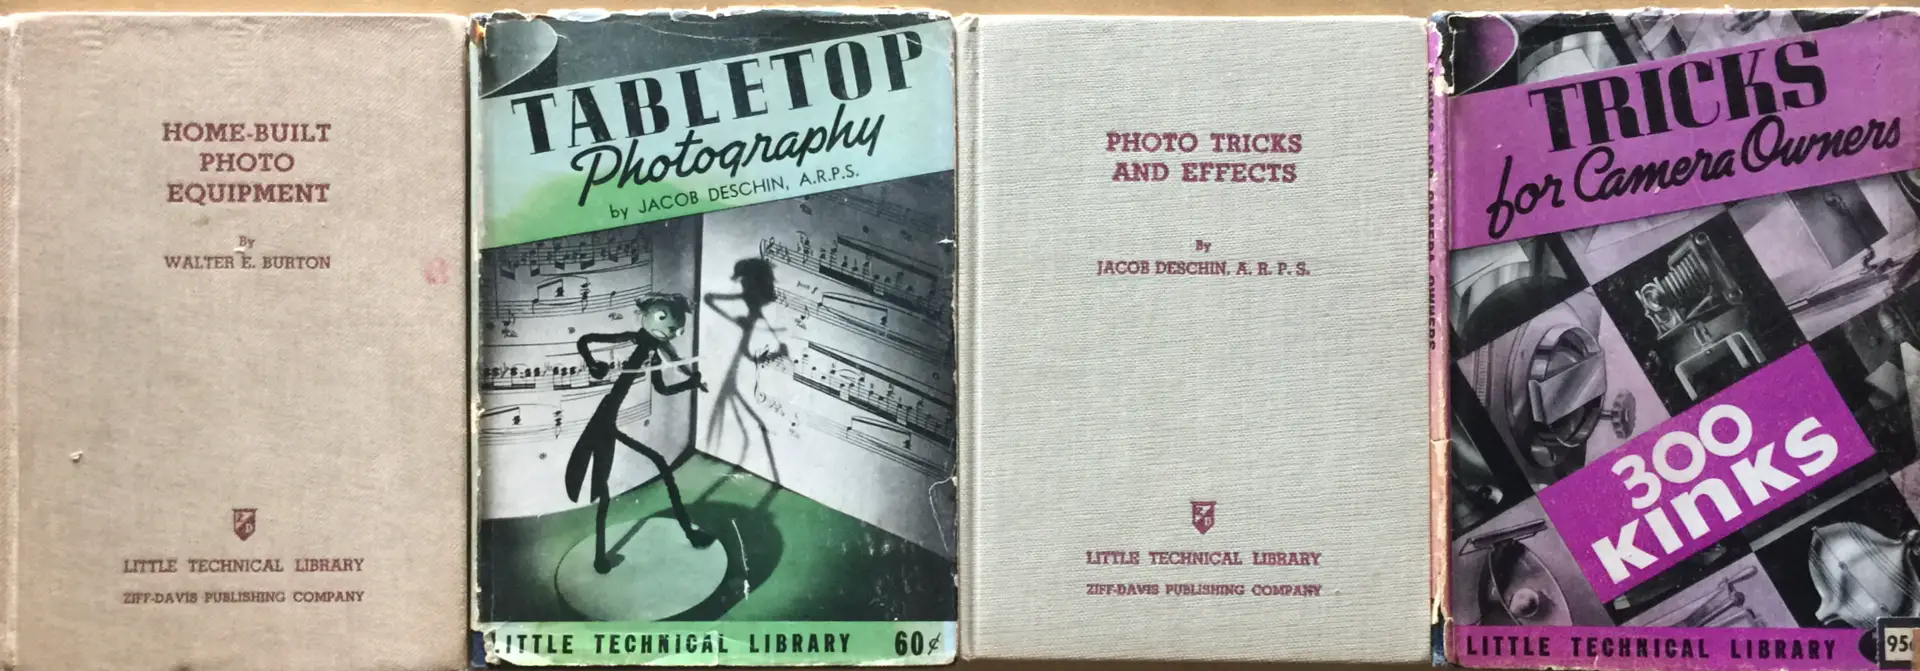 HOME-BUILT
PHOTO
EQUIPMENT
By
WALTER E. BURTON
LITTLE TECHNICAL LIBRARY
ZIFF-DAVIS PUBLISHING COMPANY
TABLETOP
Photography
by JACOB DESCHIN, A.R.P.S.
LITTLE TECHNICAL LIBRARY 60¢
PHOTO TRICKS
AND EFFECTS
By
JACOB DESCHIN, A. R. P. S.
LITTLE TECHNICAL LIBRARY
ZIFF-DAVIS PUBLISHING COMPANY
TRICKS
for Camera Owners
300
KINKS
LITTLE TECHNICAL LIBRARY 95¢